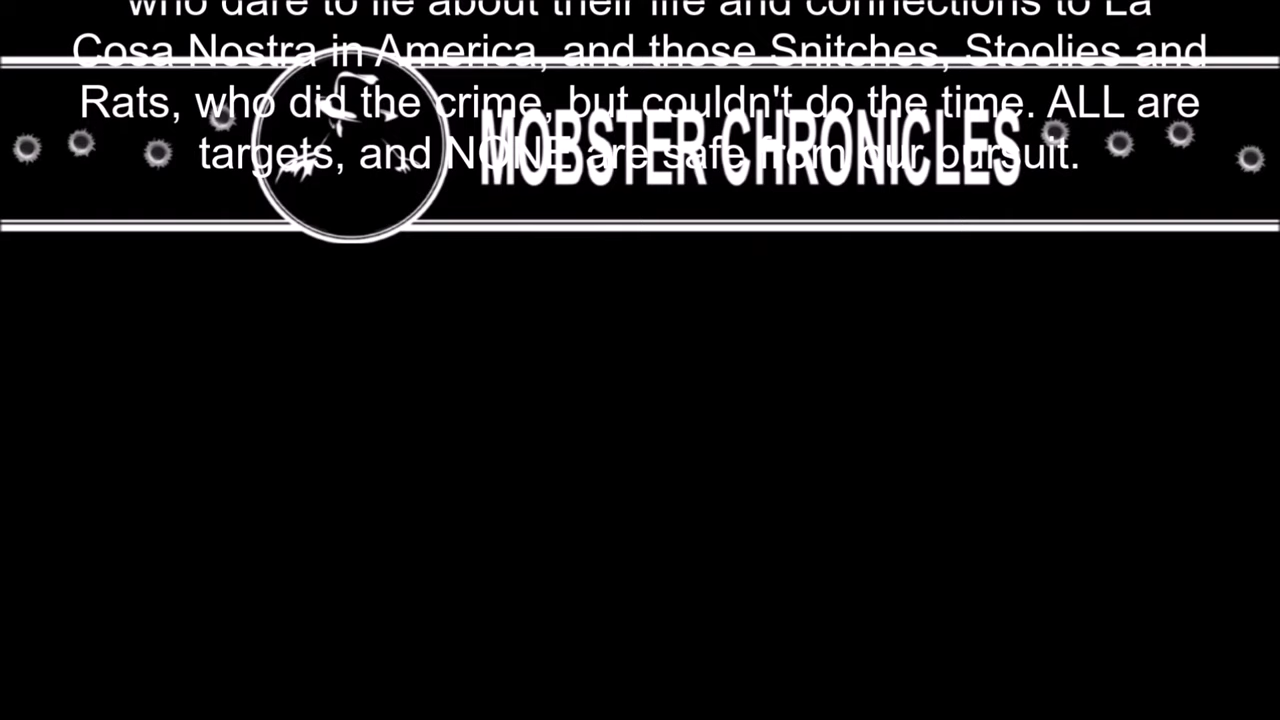 who dare to lie about their life and connections to La
Cosa Nostra in America, and those Snitches, Stoolies and
Rats, who did the crime, but couldn't do the time. ALL are
targets, and NONE are safe from our pursuit.
MOBSTER CHRONICLES